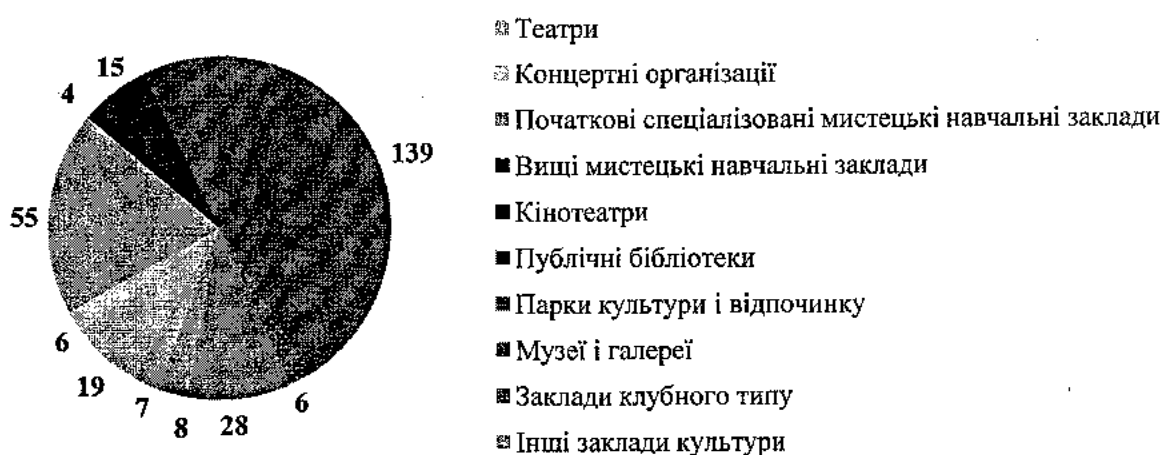 15
4
139
55
6
19
7
8
28
6
Театри
Концертні організації
Початкові спеціалізовані мистецькі навчальні заклади
Вищі мистецькі навчальні заклади
Кінотеатри
Публічні бібліотеки
Парки культури і відпочинку
Музеї і галереї
Заклади клубного типу
Інші заклади культури